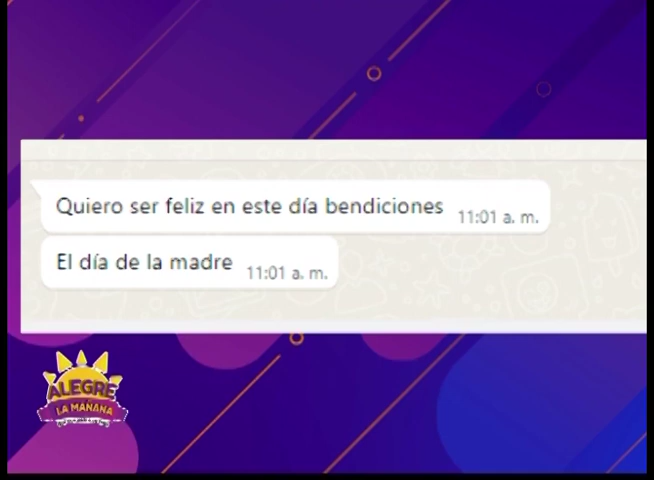 Quiero ser feliz en este día bendiciones
11:01 a. m.
El día de la madre
11:01 a. m.
ALEGRE
LA MAÑANA